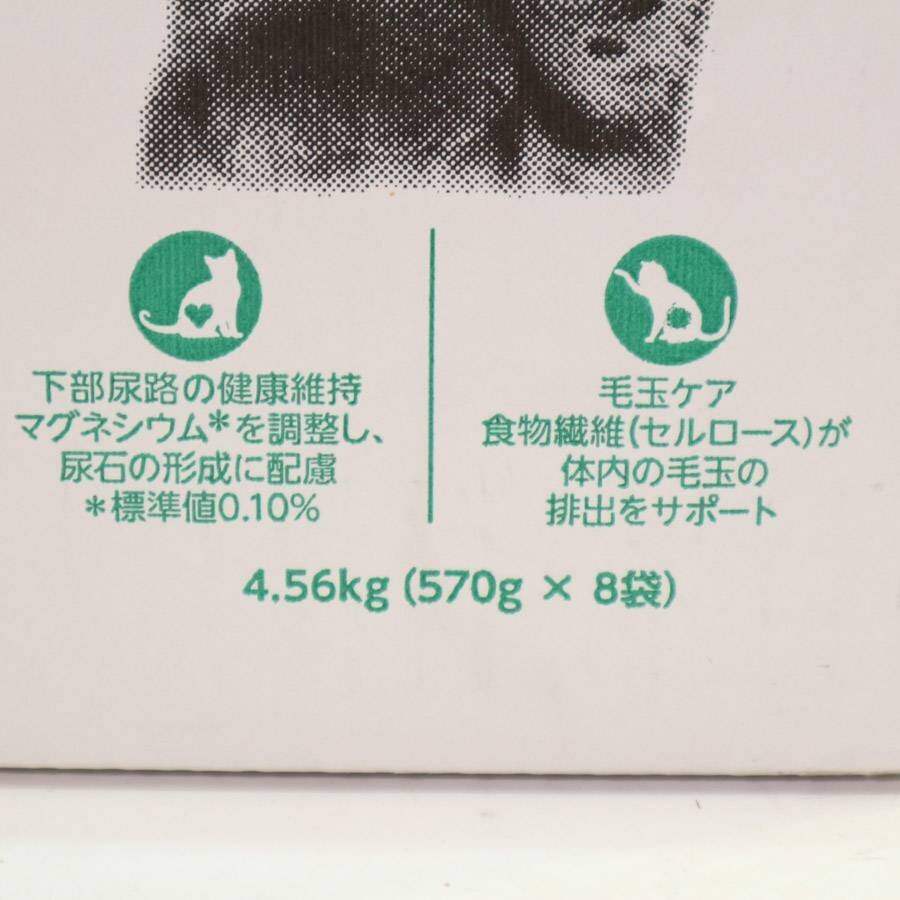 下部尿路の健康維持
マグネシウム*を調整し、
尿石の形成に配慮
*標準値0.10%
毛玉ケア
食物繊維(セルロース)が
体内の毛玉の
排出をサポート
4.56kg (570g × 8袋)